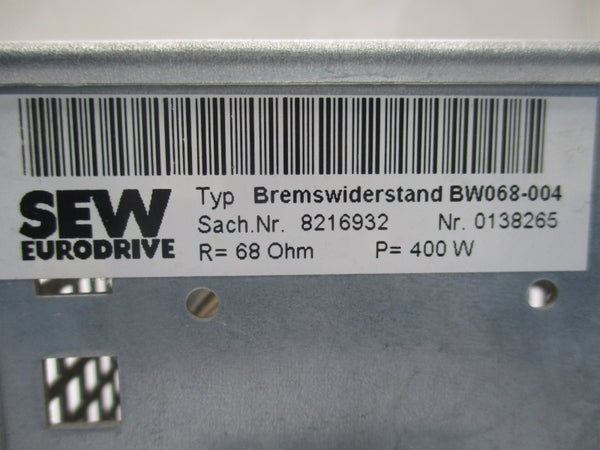 SEW
EURODRIVE
Typ Bremswiderstand BW068-004
Sach.Nr. 8216932 Nr. 0138265
R= 68 Ohm P= 400 W